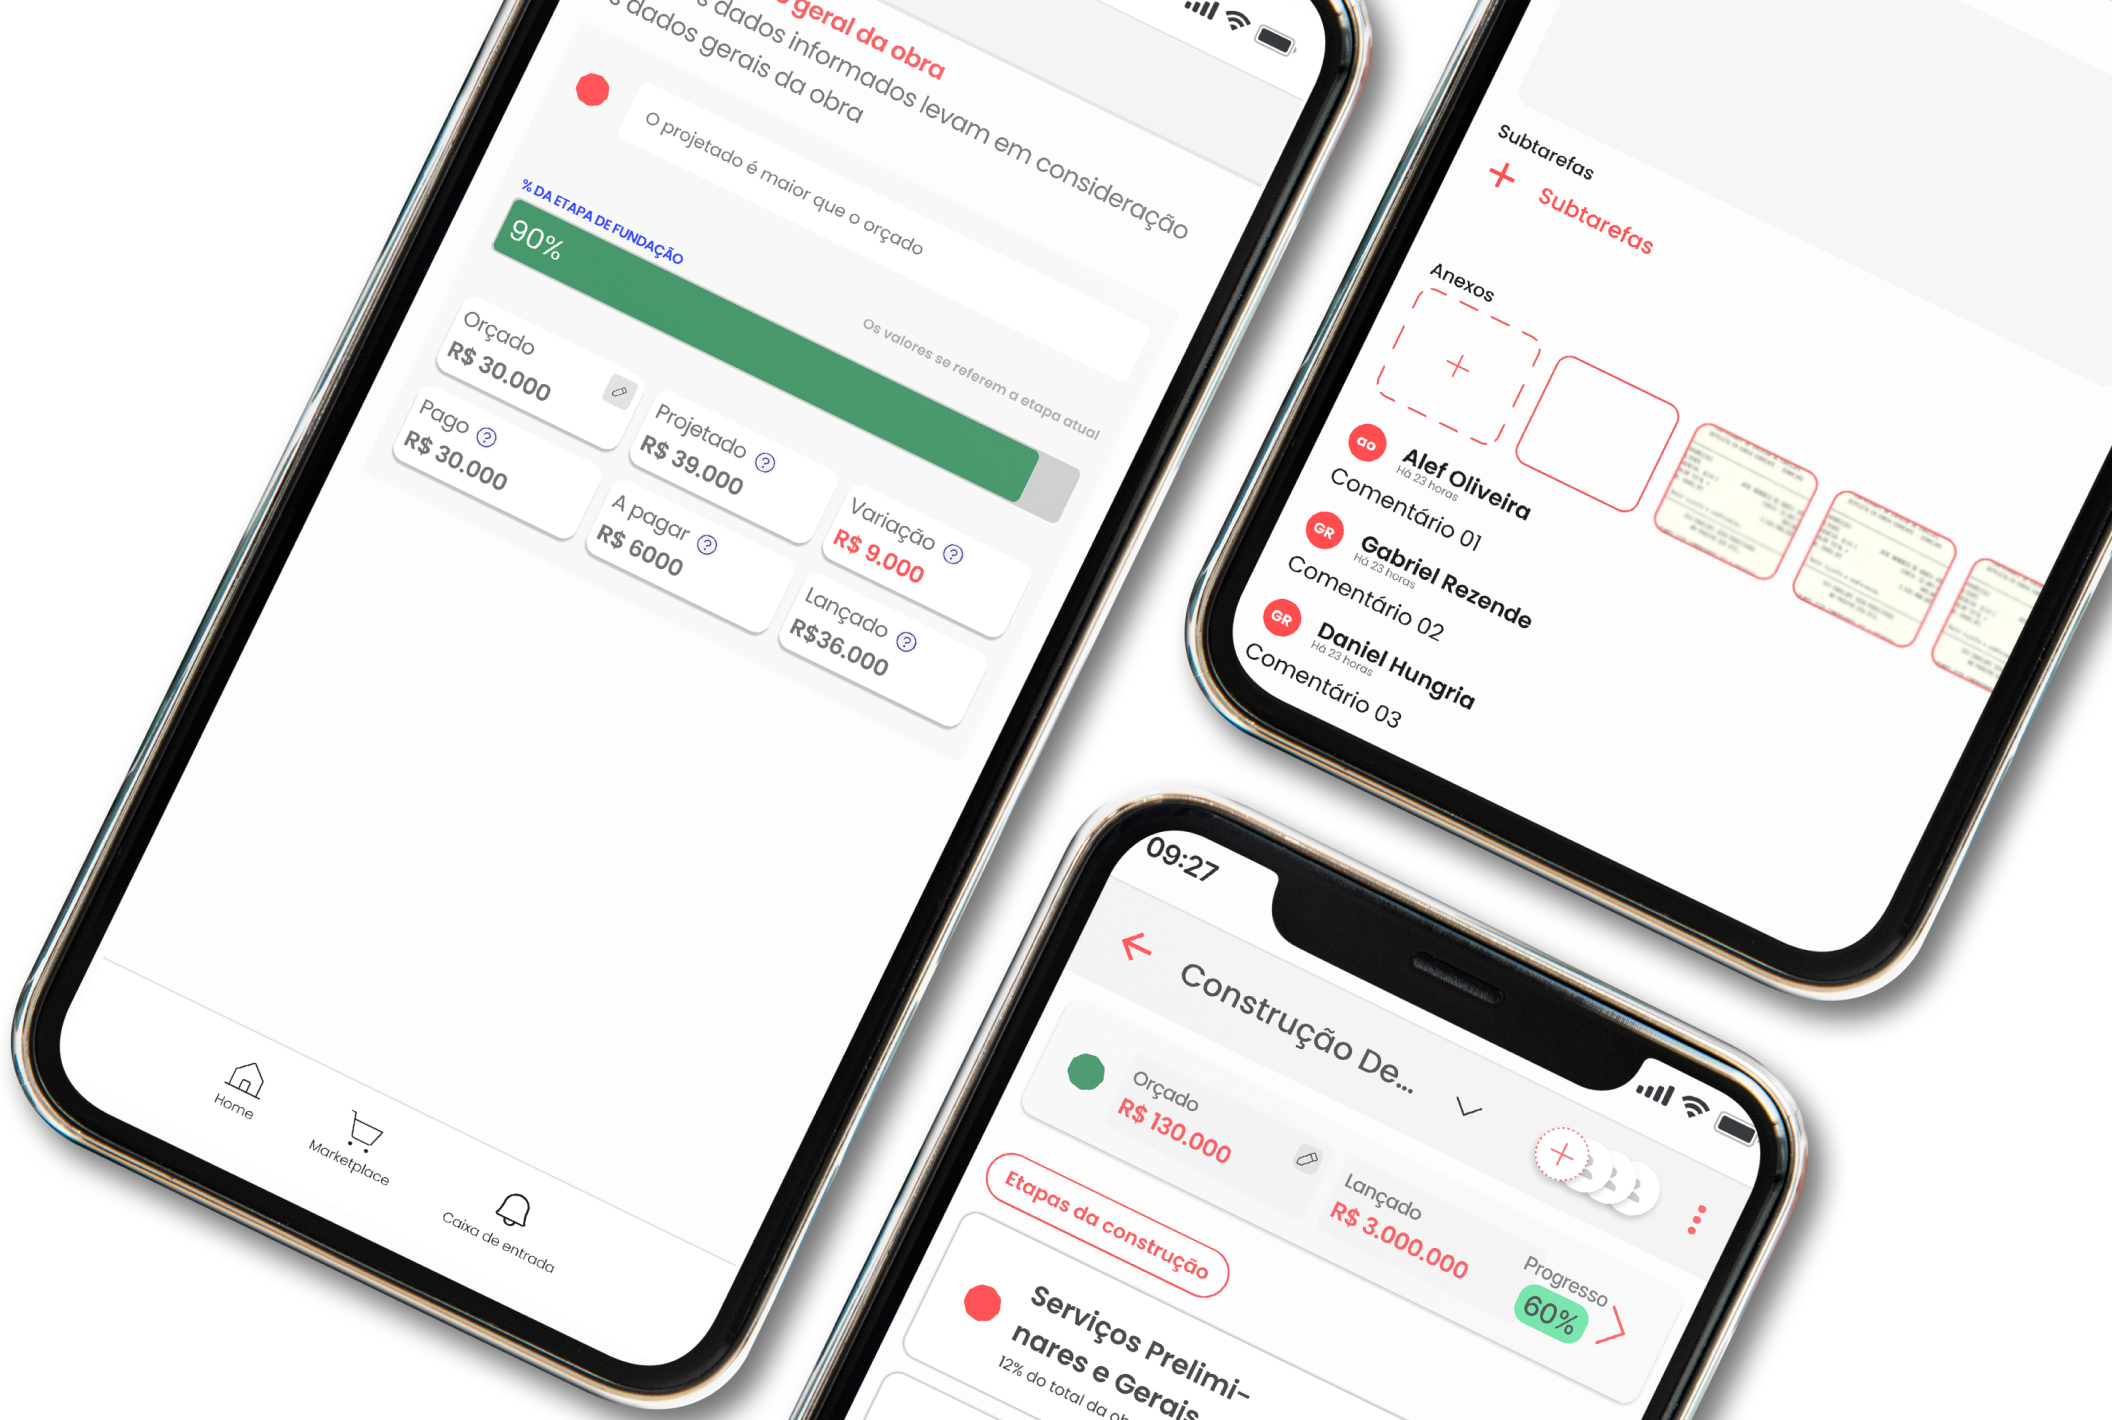 geral da obra
dados informados levam em consideração
dados gerais da obra
O projetado é maior que o orçado
% DA ETAPA DE FUNDAÇÃO
90%
Os valores se referem a etapa atual
Orçado
R$ 30.000
Projetado ?
R$ 39.000
Variação ?
R$ 9.000
Pago ?
R$ 30.000
A pagar ?
R$ 6000
Lançado ?
R$36.000
Home
Marketplace
Caixa de entrada
Subtarefas
+ Subtarefas
Anexos
+
ao Alef Oliveira
Há 23 horas
Comentário 01
GR Gabriel Rezende
Há 23 horas
Comentário 02
GR Daniel Hungria
Há 23 horas
Comentário 03
09:27
Construção De...
Orçado
R$ 130.000
Lançado
R$ 3.000.000
Progresso
60%
Etapas da construção
Serviços Prelimi-
nares e Gerais
12% do total da